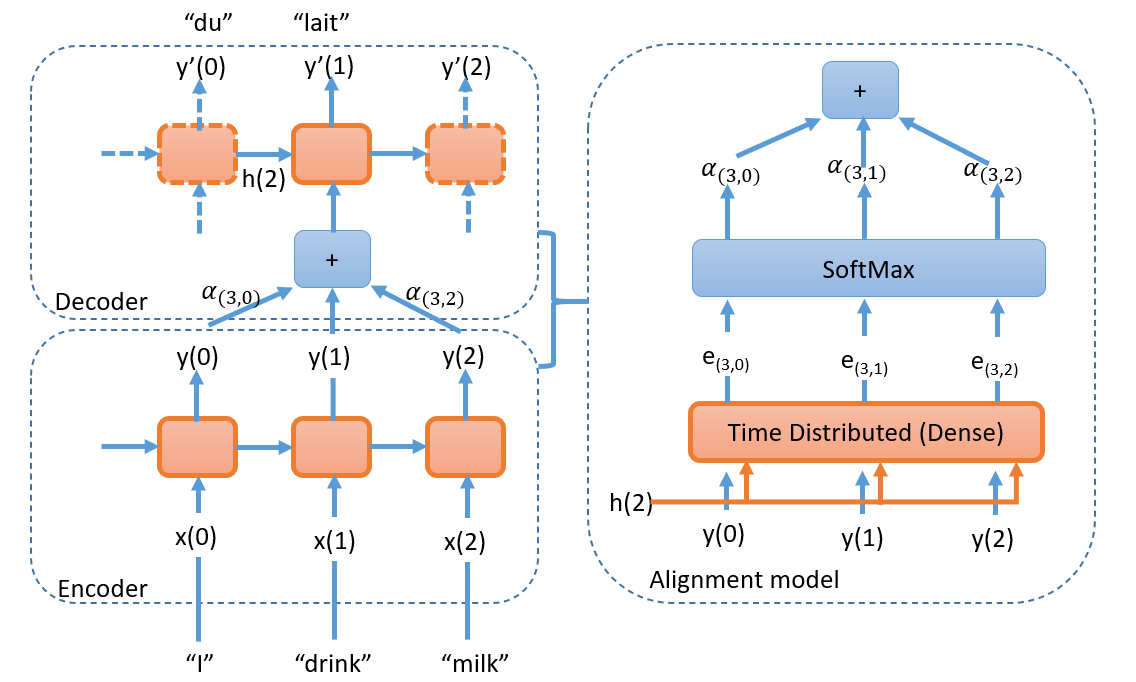 “du” “lait”
y’(0) y’(1) y’(2)
h(2)
+
α(3,0) α(3,2)
Decoder
y(0) y(1) y(2)
x(0) x(1) x(2)
Encoder
“I” “drink” “milk”
+
α(3,0) α(3,1) α(3,2)
SoftMax
e(3,0) e(3,1) e(3,2)
Time Distributed (Dense)
h(2)
y(0) y(1) y(2)
Alignment model